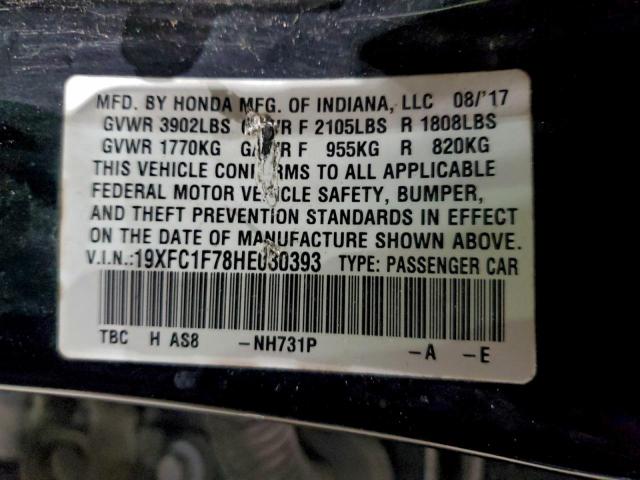 MFD. BY HONDA MFG. OF INDIANA, LLC 08/'17
GVWR 3902LBS F 2105LBS R 1808LBS
GVWR 1770KG F 955KG R 820KG
THIS VEHICLE CONFORMS TO ALL APPLICABLE
FEDERAL MOTOR VEHICLE SAFETY, BUMPER,
AND THEFT PREVENTION STANDARDS IN EFFECT
ON THE DATE OF MANUFACTURE SHOWN ABOVE.
V.I.N.:19XFC1F78HE030393 TYPE: PASSENGER CAR
TBC H AS8 -NH731P -A -E